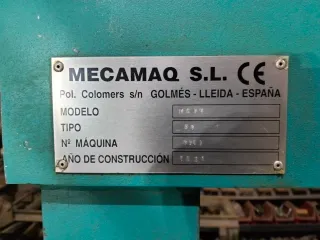 MECAMAQ S.L. CE
Pol. Colomers s/n GOLMÉS - LLEIDA - ESPAÑA
MODELO
TIPO
Nº MÁQUINA
AÑO DE CONSTRUCCIÓN